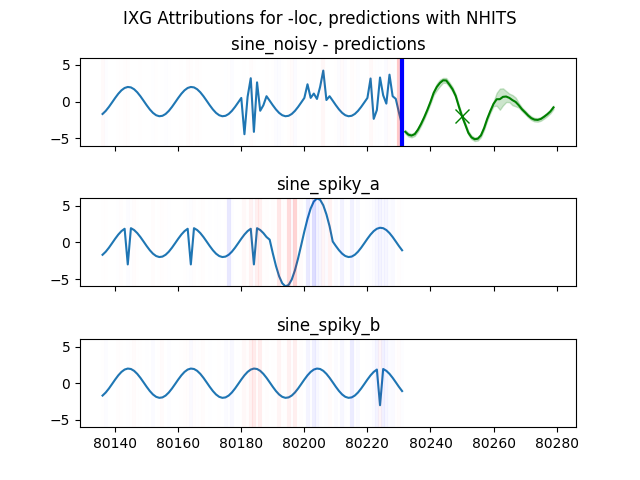 IXG Attributions for -loc, predictions with NHITS
sine_noisy - predictions
5
0
−5
sine_spiky_a
5
0
−5
sine_spiky_b
5
0
−5
80140 80160 80180 80200 80220 80240 80260 80280